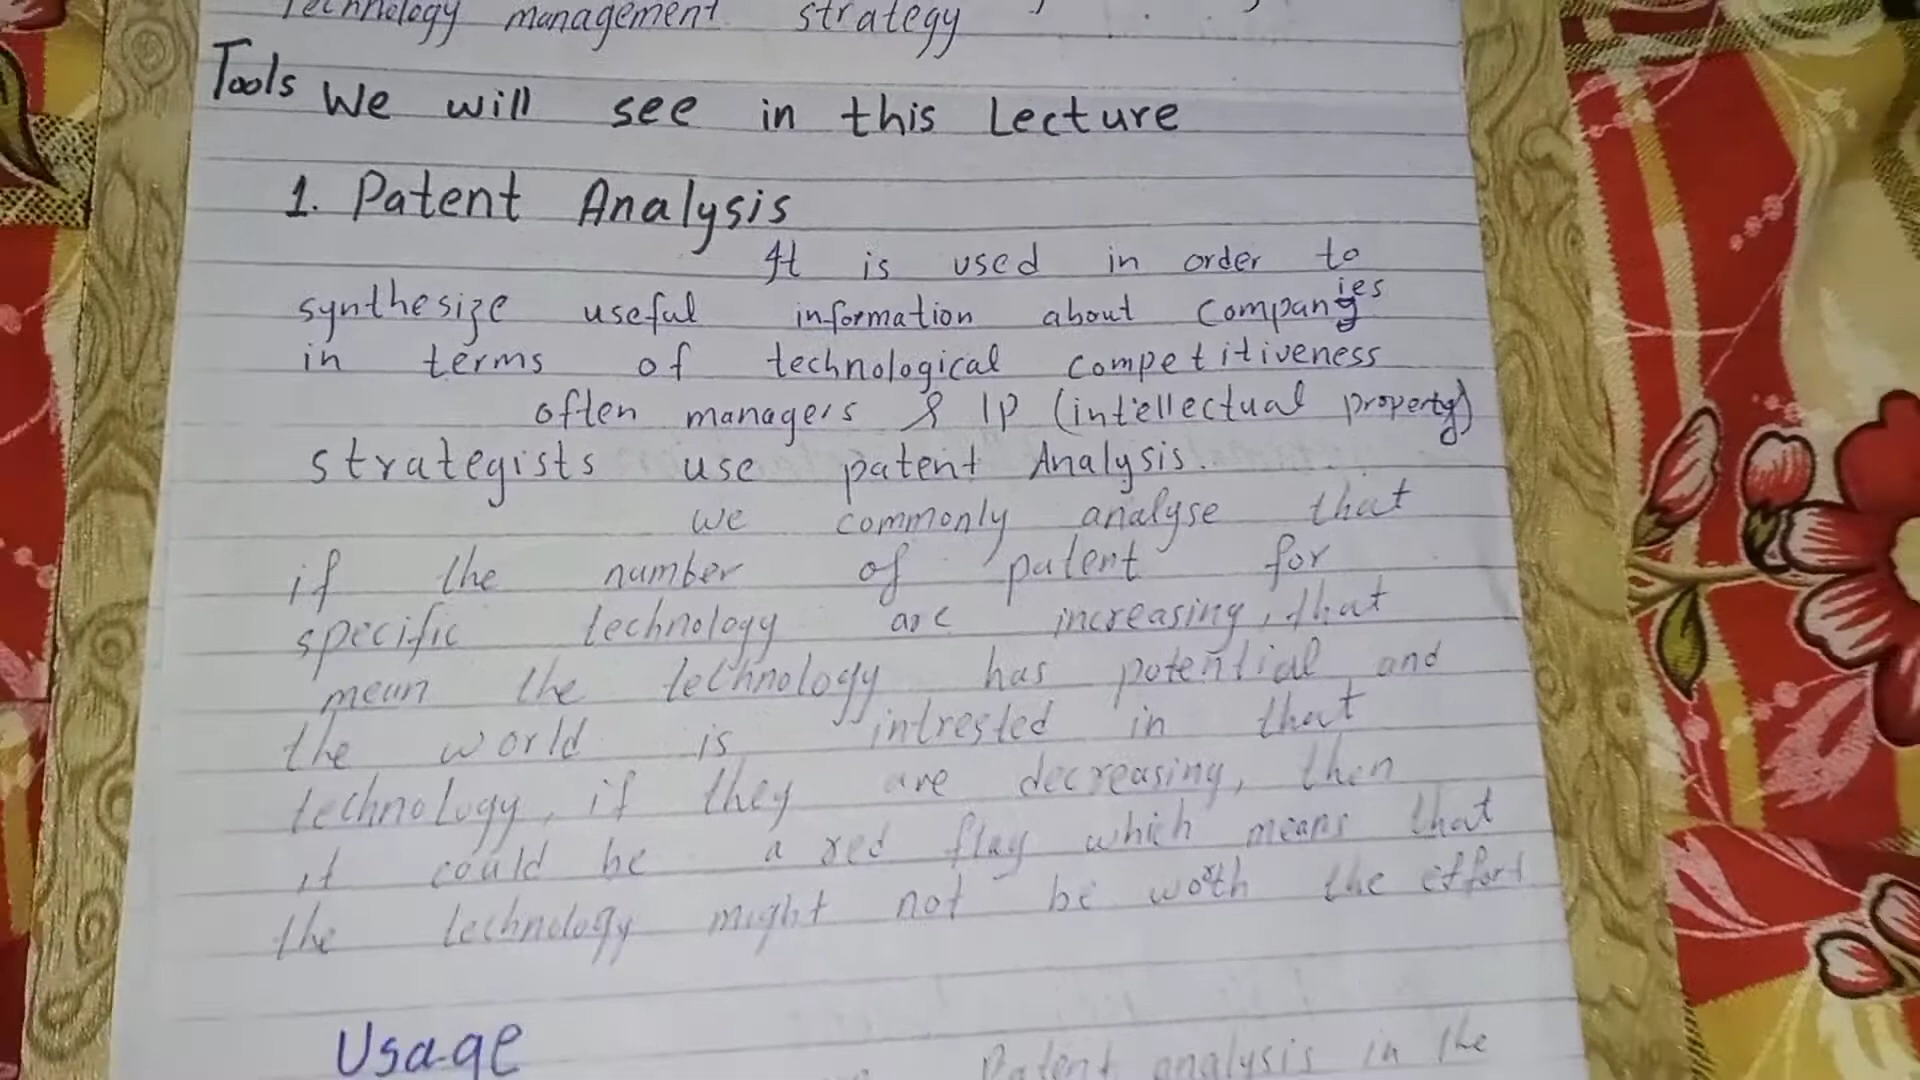 Technology management strategy
Tools We will see in this Lecture
1. Patent Analysis
It is used in order to
synthesize useful information about companies
in terms of technological competitiveness
often managers & IP (intellectual property)
strategists use patent Analysis.
we commonly analyse that
if the number of patent for
specific technology are increasing, that
mean the technology has potential and
the world is intrested in that
technology, if they are decreasing, then
it could be a red flag which means that
the technology might not be worth the effort
Usage
Patent analysis in the